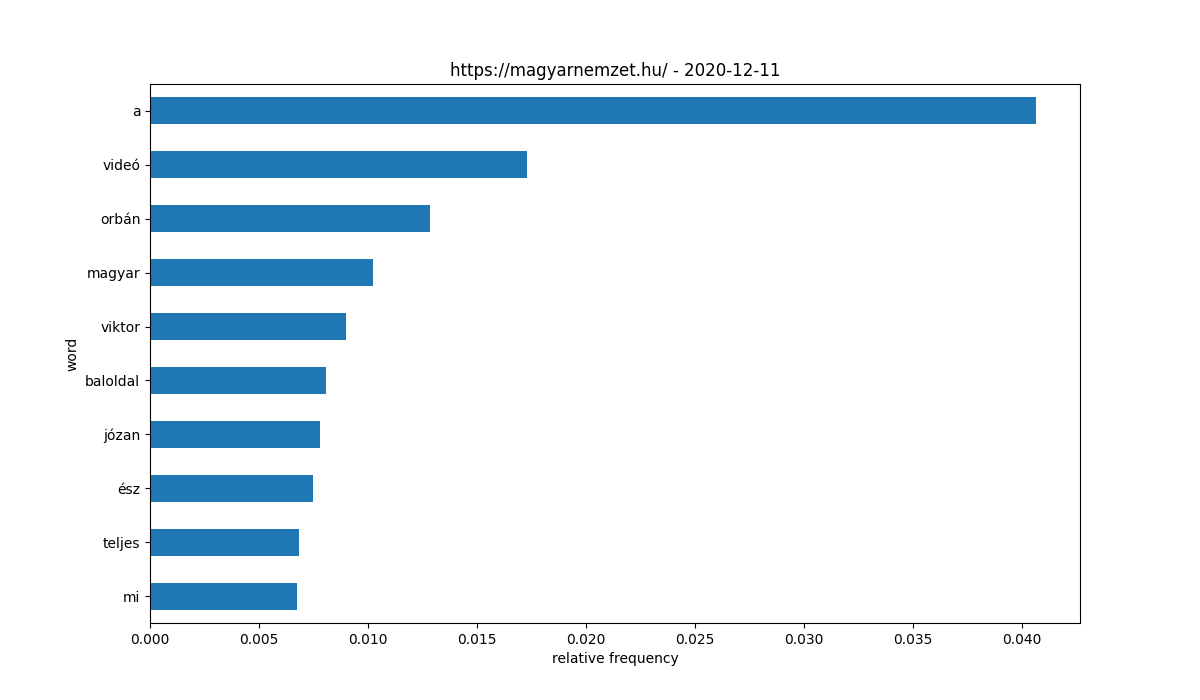 https://magyarnemzet.hu/ - 2020-12-11
a
videó
orbán
magyar
viktor
baloldal
józan
ész
teljes
mi
word
0.000 0.005 0.010 0.015 0.020 0.025 0.030 0.035 0.040
relative frequency